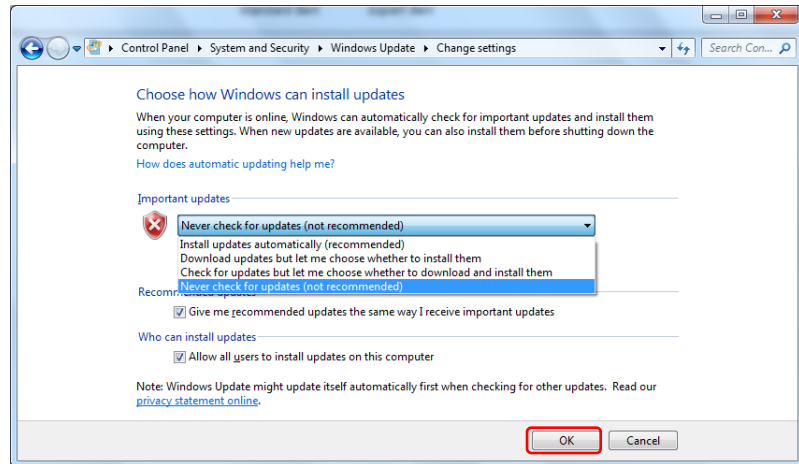 Control Panel ▸ System and Security ▸ Windows Update ▸ Change settings
Search Con...
Choose how Windows can install updates
When your computer is online, Windows can automatically check for important updates and install them
using these settings. When new updates are available, you can also install them before shutting down the
computer.
How does automatic updating help me?
Important updates
Never check for updates (not recommended)
Install updates automatically (recommended)
Download updates but let me choose whether to install them
Check for updates but let me choose whether to download and install them
Never check for updates (not recommended)
Recommended updates
Give me recommended updates the same way I receive important updates
Who can install updates
Allow all users to install updates on this computer
Note: Windows Update might update itself automatically first when checking for other updates. Read our
privacy statement online.
OK
Cancel